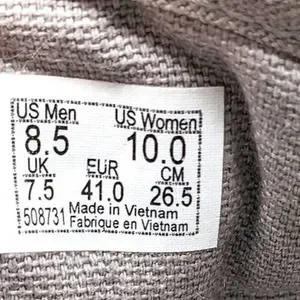 US Men US Women
8.5 10.0
UK EUR CM
7.5 41.0 26.5
508731 Made in Vietnam
Fabrique en Vietnam